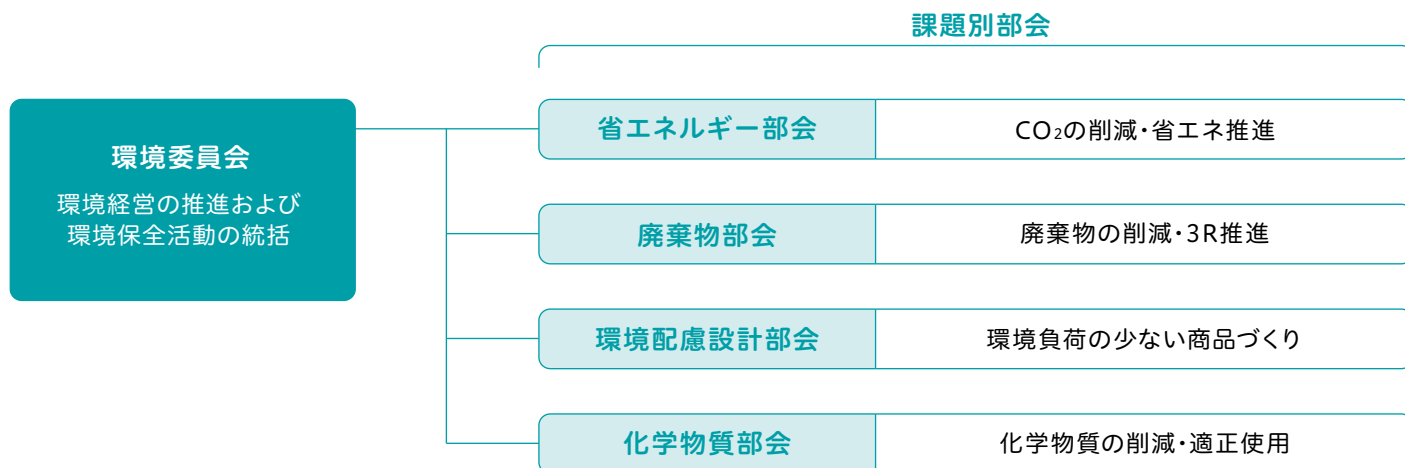 課題別部会
環境委員会
環境経営の推進および
環境保全活動の統括
省エネルギー部会
CO₂の削減・省エネ推進
廃棄物部会
廃棄物の削減・3R推進
環境配慮設計部会
環境負荷の少ない商品づくり
化学物質部会
化学物質の削減・適正使用